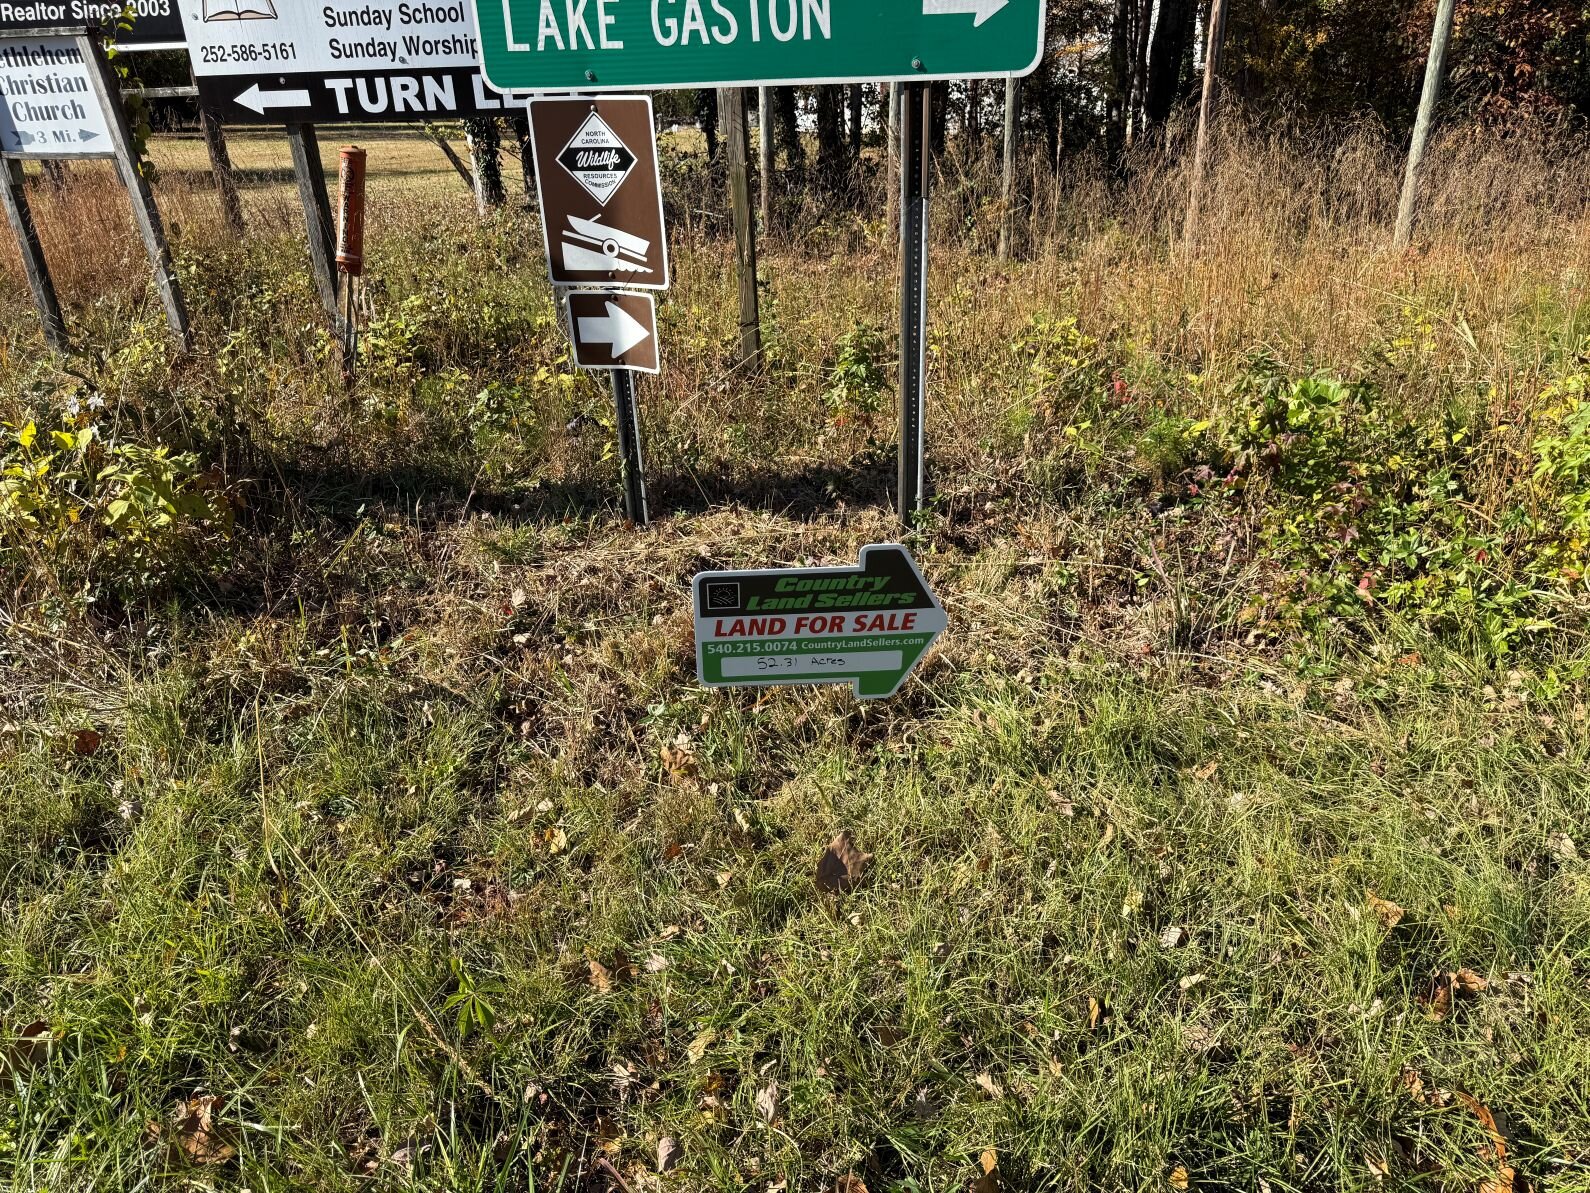 Realtor Since 2003
Christian
Church
3 Mi.
252-586-5161
Sunday School
Sunday Worship
TURN
LAKE GASTON
NORTH
CAROLINA
Wildlife
RESOURCES
COMMISSION
Country
Land Sellers
LAND FOR SALE
540.215.0074 CountryLandSellers.com
52.31 Acres